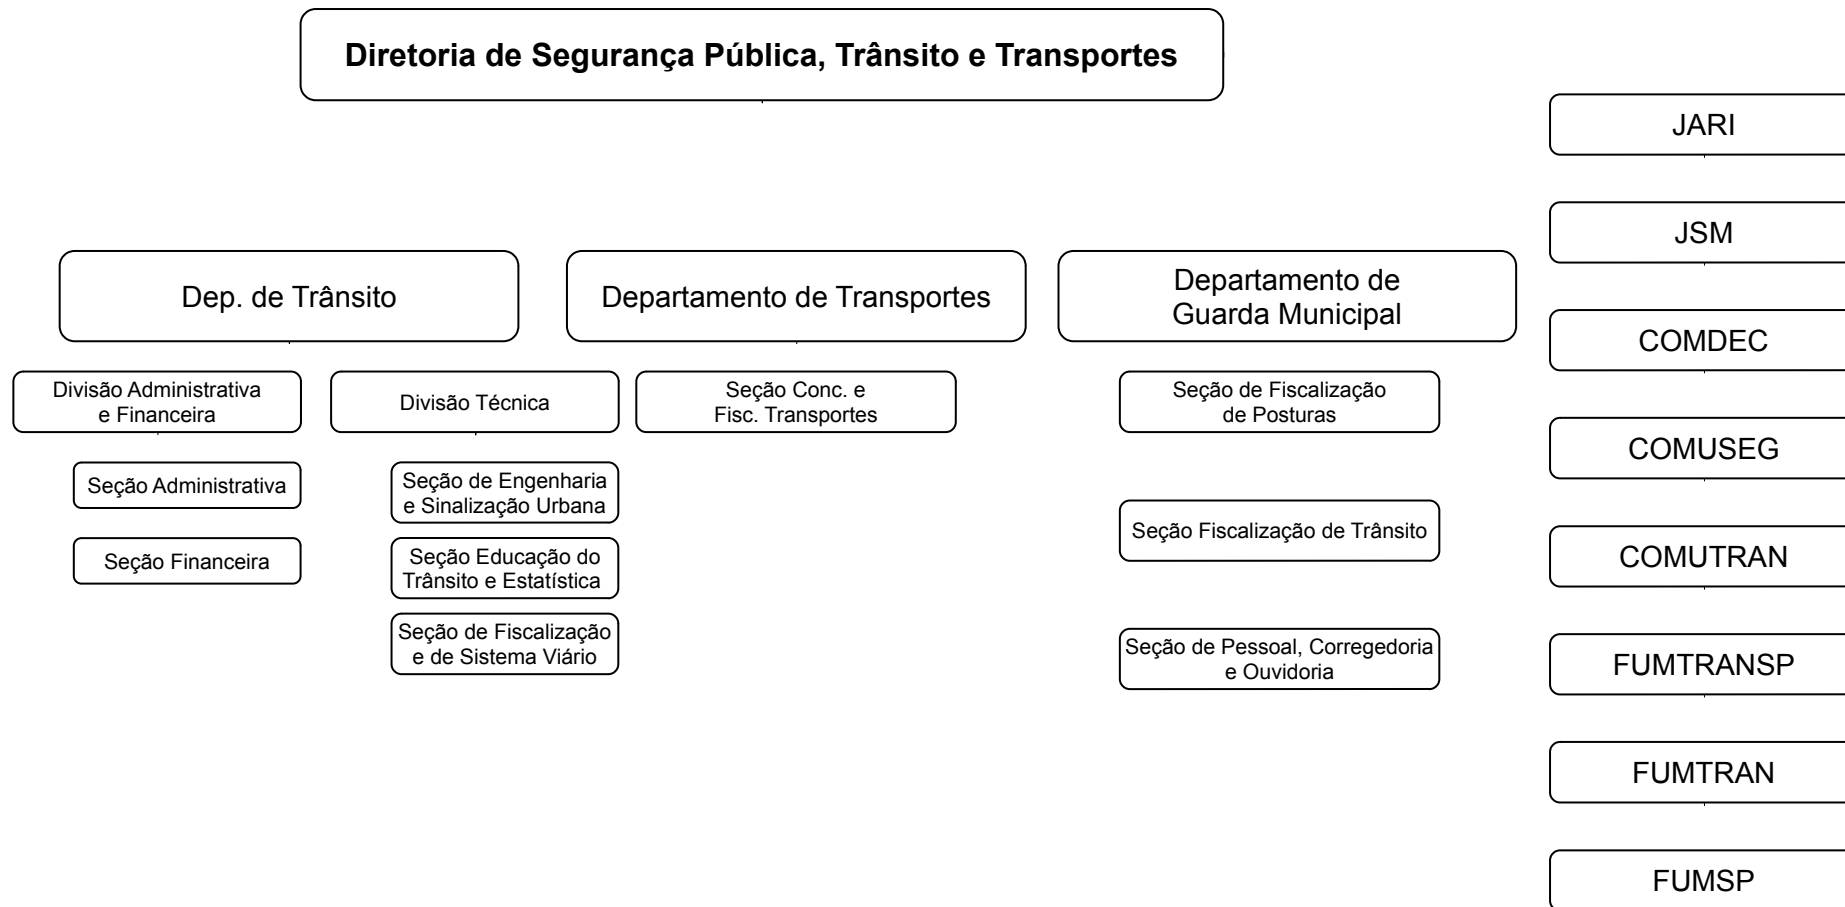 Diretoria de Segurança Pública, Trânsito e Transportes
Dep. de Trânsito
Divisão Administrativa
e Financeira
Seção Administrativa
Seção Financeira
Divisão Técnica
Seção de Engenharia
e Sinalização Urbana
Seção Educação do
Trânsito e Estatística
Seção de Fiscalização
e de Sistema Viário
Departamento de Transportes
Seção Conc. e
Fisc. Transportes
Departamento de
Guarda Municipal
Seção de Fiscalização
de Posturas
Seção Fiscalização de Trânsito
Seção de Pessoal, Corregedoria
e Ouvidoria
JARI
JSM
COMDEC
COMUSEG
COMUTRAN
FUMTRANSP
FUMTRAN
FUMSP